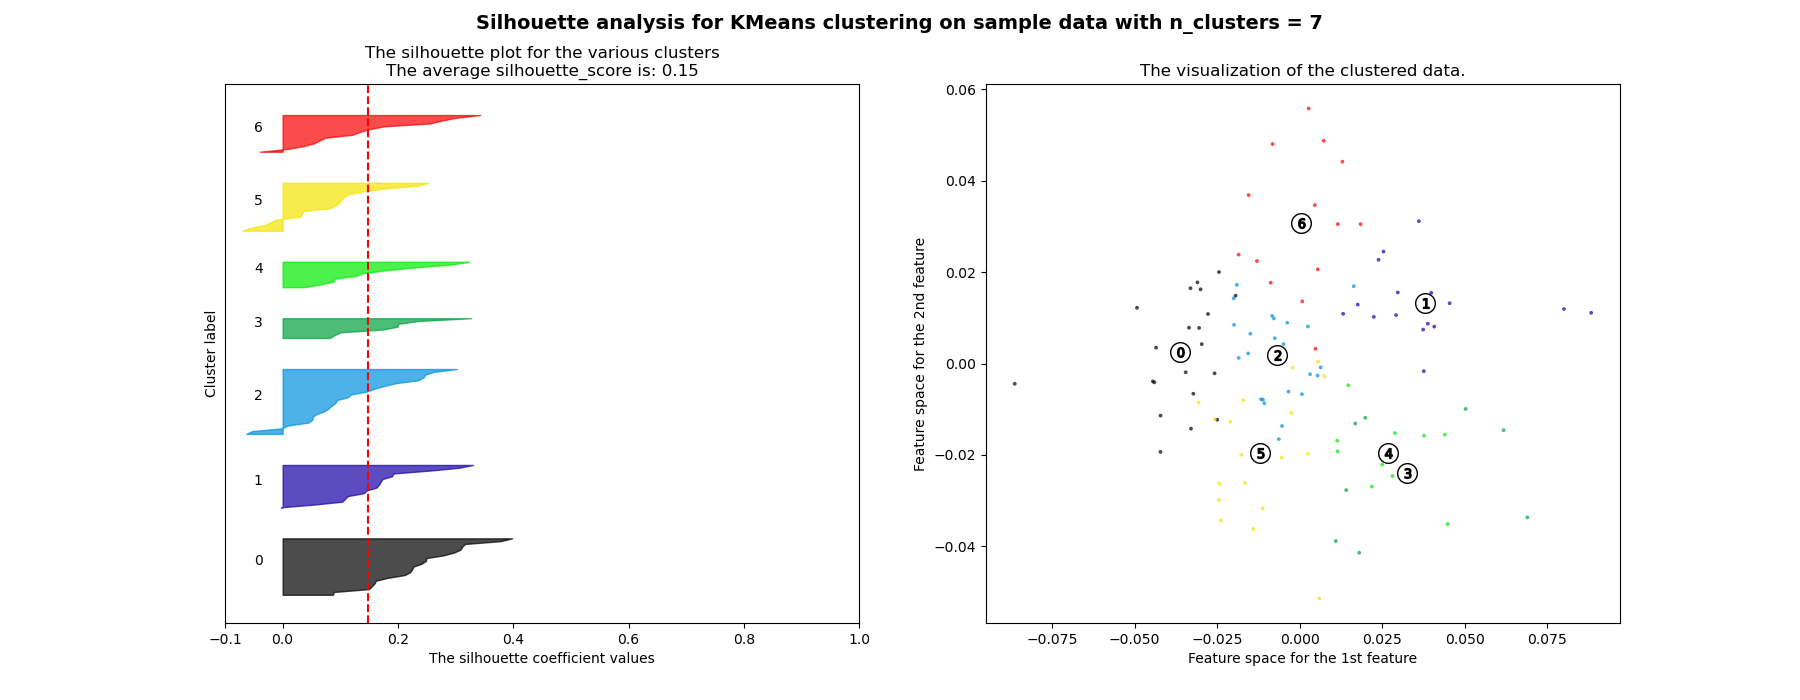 Silhouette analysis for KMeans clustering on sample data with n_clusters = 7
The silhouette plot for the various clusters
The average silhouette_score is: 0.15
6
5
4
3
2
1
0
Cluster label
−0.1 0.0 0.2 0.4 0.6 0.8 1.0
The silhouette coefficient values
The visualization of the clustered data.
0.06
0.04
0.02
0.00
−0.02
−0.04
Feature space for the 2nd feature
6
1
0
2
5
4
3
−0.075 −0.050 −0.025 0.000 0.025 0.050 0.075
Feature space for the 1st feature